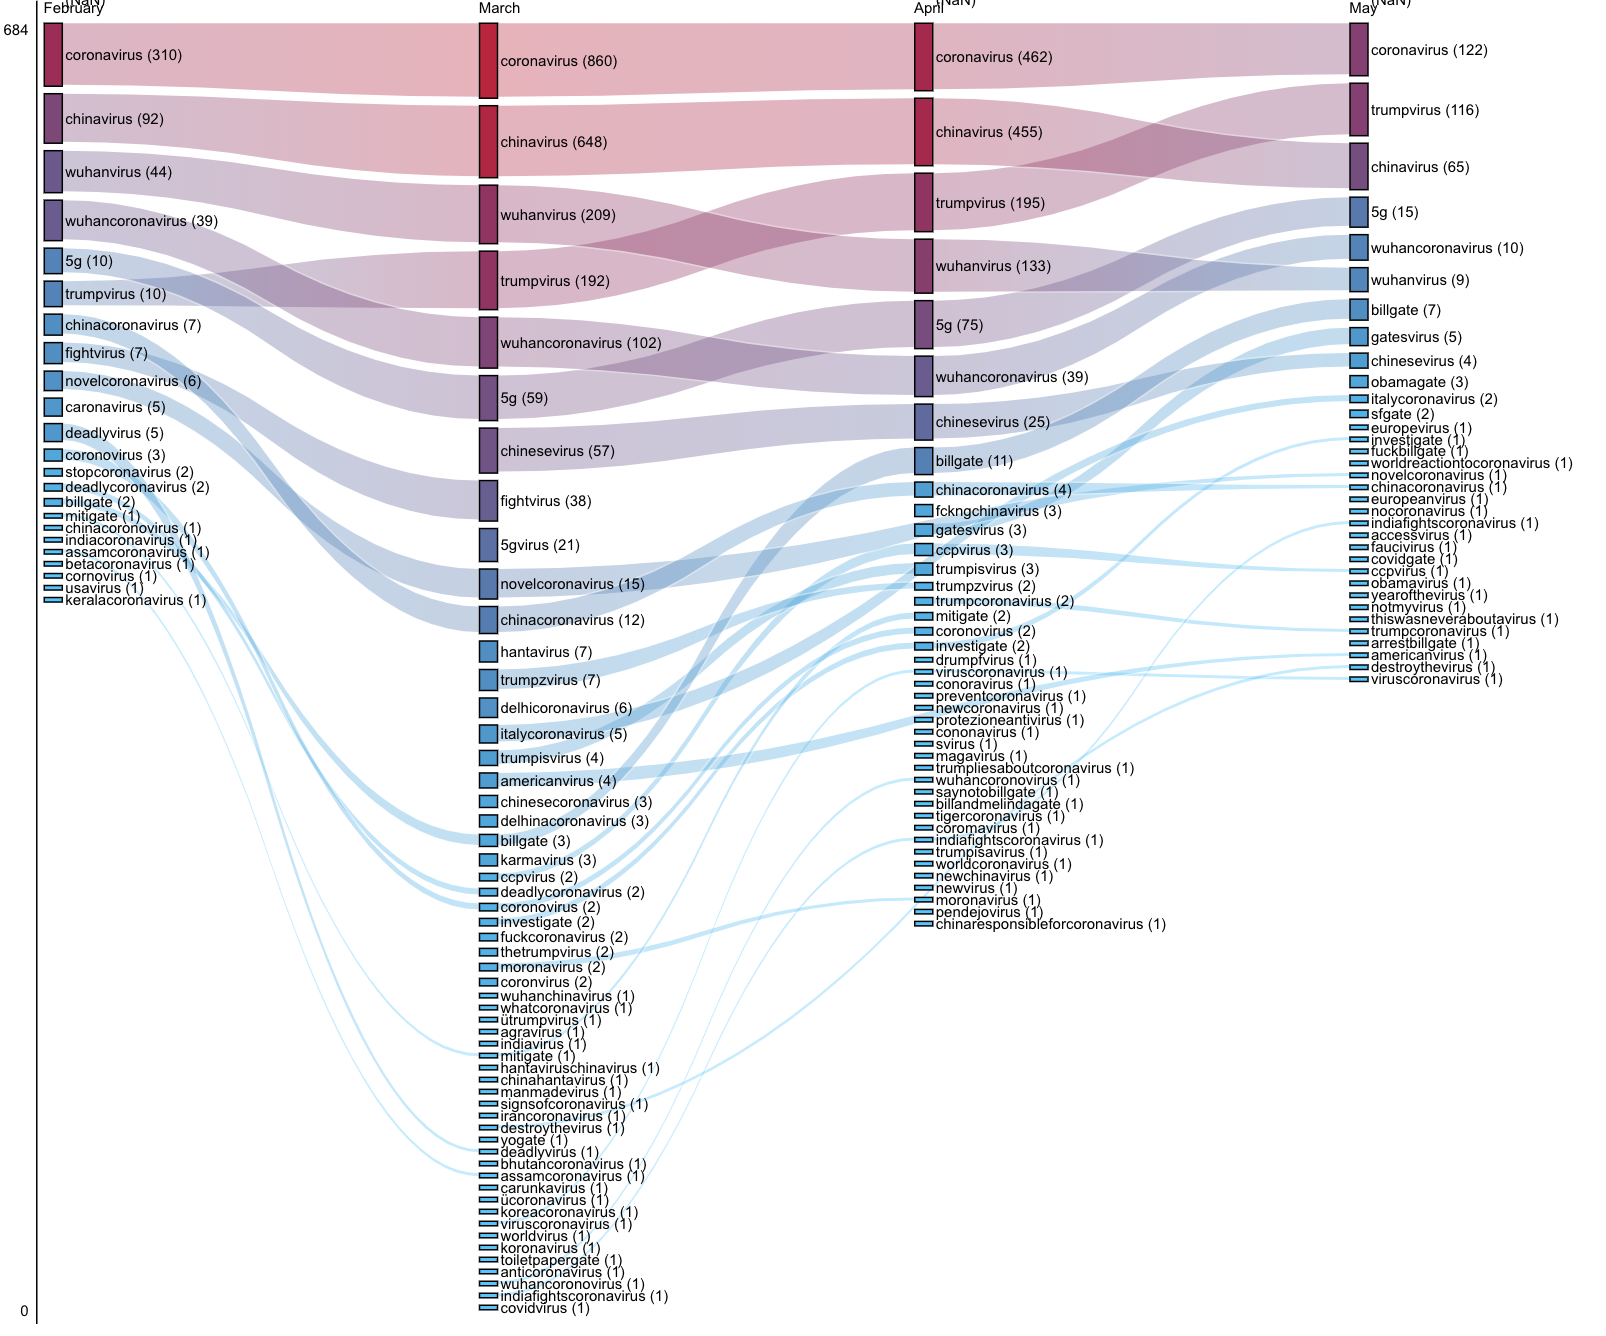 February
March
April
May
(NaN)
(NaN)
(NaN)
684
0
coronavirus (310)
chinavirus (92)
wuhanvirus (44)
wuhancoronavirus (39)
5g (10)
trumpvirus (10)
chinacoronavirus (7)
fightvirus (7)
novelcoronavirus (6)
caronavirus (5)
deadlyvirus (5)
coronovirus (3)
stopcoronavirus (2)
deadlycoronavirus (2)
billgate (2)
mitigate (1)
chinacoronovirus (1)
indiacoronavirus (1)
assamcoronavirus (1)
betacoronavirus (1)
cornovirus (1)
usavirus (1)
keralacoronavirus (1)
coronavirus (860)
chinavirus (648)
wuhanvirus (209)
trumpvirus (192)
wuhancoronavirus (102)
5g (59)
chinesevirus (57)
fightvirus (38)
5gvirus (21)
novelcoronavirus (15)
chinacoronavirus (12)
hantavirus (7)
trumpzvirus (7)
delhicoronavirus (6)
italycoronavirus (5)
trumpisvirus (4)
americanvirus (4)
chinesecoronavirus (3)
delhinacoronavirus (3)
billgate (3)
karmavirus (3)
ccpvirus (2)
deadlycoronavirus (2)
coronovirus (2)
investigate (2)
fuckcoronavirus (2)
thetrumpvirus (2)
moronavirus (2)
coronvirus (2)
wuhanchinavirus (1)
whatcoronavirus (1)
ütrumpvirus (1)
agravirus (1)
indiavirus (1)
mitigate (1)
hantaviruschinavirus (1)
chinahantavirus (1)
manmadevirus (1)
signsofcoronavirus (1)
irancoronavirus (1)
destroythevirus (1)
yogate (1)
deadlyvirus (1)
bhutancoronavirus (1)
assamcoronavirus (1)
carunkavirus (1)
ücoronavirus (1)
koreacoronavirus (1)
viruscoronavirus (1)
worldvirus (1)
koronavirus (1)
toiletpapergate (1)
anticoronavirus (1)
wuhancoronovirus (1)
indiafightscoronavirus (1)
covidvirus (1)
coronavirus (462)
chinavirus (455)
trumpvirus (195)
wuhanvirus (133)
5g (75)
wuhancoronavirus (39)
chinesevirus (25)
billgate (11)
chinacoronavirus (4)
fckngchinavirus (3)
gatesvirus (3)
ccpvirus (3)
trumpisvirus (3)
trumpzvirus (2)
trumpcoronavirus (2)
mitigate (2)
coronovirus (2)
investigate (2)
drumpfvirus (1)
viruscoronavirus (1)
conoravirus (1)
preventcoronavirus (1)
newcoronavirus (1)
protezioneantivirus (1)
cononavirus (1)
svirus (1)
magavirus (1)
trumpliesaboutcoronavirus (1)
wuhancoronovirus (1)
saynotobillgate (1)
billandmelindagate (1)
tigercoronavirus (1)
coromavirus (1)
indiafightscoronavirus (1)
trumpisavirus (1)
worldcoronavirus (1)
newchinavirus (1)
newvirus (1)
moronavirus (1)
pendejovirus (1)
chinaresponsibleforcoronavirus (1)
coronavirus (122)
trumpvirus (116)
chinavirus (65)
5g (15)
wuhancoronavirus (10)
wuhanvirus (9)
billgate (7)
gatesvirus (5)
chinesevirus (4)
obamagate (3)
italycoronavirus (2)
sfgate (2)
europevirus (1)
investigate (1)
fuckbillgate (1)
worldreactiontocoronavirus (1)
novelcoronavirus (1)
chinacoronavirus (1)
europeanvirus (1)
nocoronavirus (1)
indiafightscoronavirus (1)
accessvirus (1)
faucivirus (1)
covidgate (1)
ccpvirus (1)
obamavirus (1)
yearofthevirus (1)
notmyvirus (1)
thiswasneveraboutavirus (1)
trumpcoronavirus (1)
arrestbillgate (1)
americanvirus (1)
destroythevirus (1)
viruscoronavirus (1)